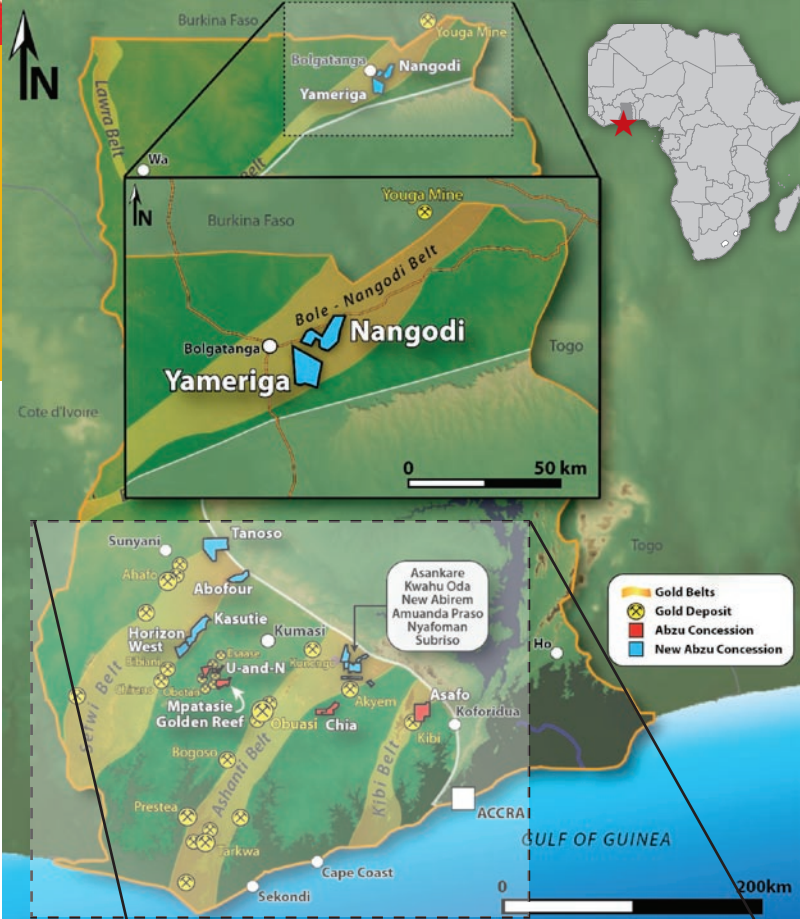 N
Burkina Faso
Youga Mine
Bolgatanga
Nangodi
Yameriga
Lawra Belt
Wa
Belt
N
Youga Mine
Burkina Faso
Bole - Nangodi Belt
Nangodi
Bolgatanga
Yameriga
Togo
0 50 km
Cote d'Ivoire
Togo
Sunyani
Tanoso
Ahafo
Abofour
Asankare
Kwahu Oda
New Abirem
Amuanda Praso
Nyafoman
Subriso
Kasutie
Horizon
West
Kumasi
Esaase
U-and-N
Konongo
Sefwi Belt
Bibiani
Chirano
Obotan
Mpatasie
Golden Reef
Akyem
Asafo
Koforidua
Obuasi
Chia
Kibi
Bogoso
Ashanti Belt
Kibi Belt
Prestea
Tarkwa
ACCRA
Cape Coast
Sekondi
Ho
Gold Belts
Gold Deposit
Abzu Concession
New Abzu Concession
GULF OF GUINEA
0 200km